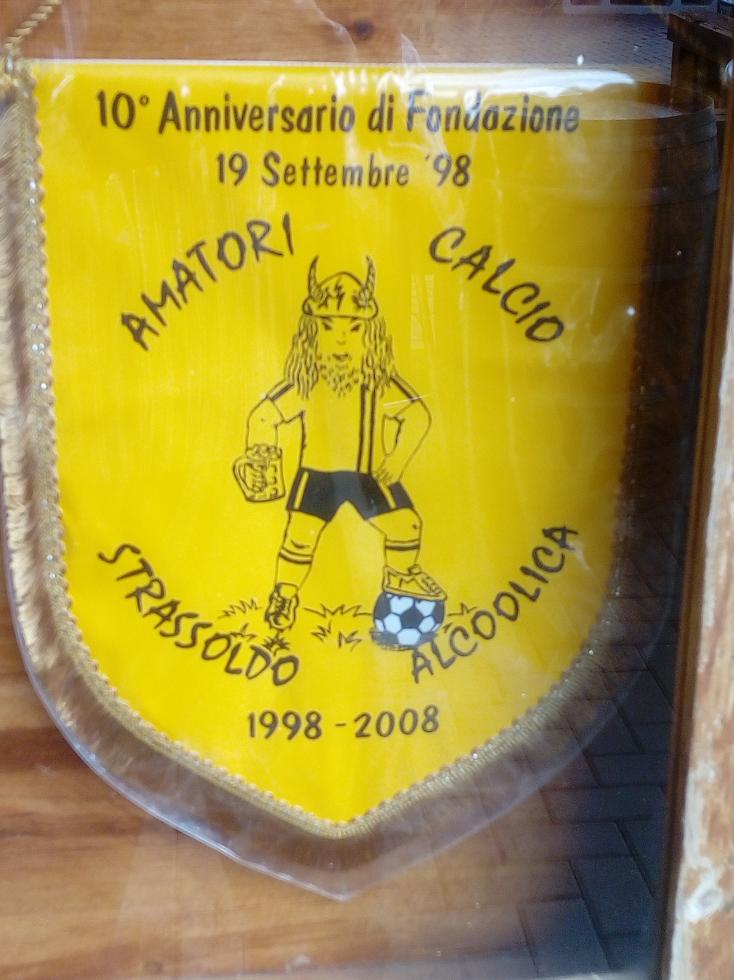 10° Anniversario di Fondazione
19 Settembre '98
AMATORI CALCIO
STRASSOLDO ALCOOLICA
1998 - 2008